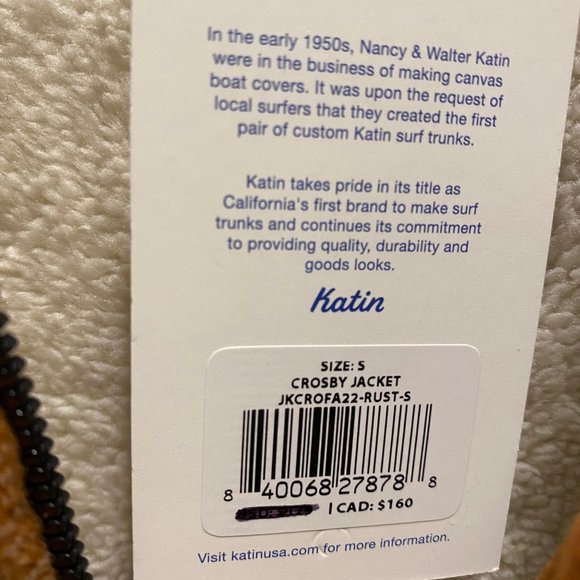 In the early 1950s, Nancy & Walter Katin
were in the business of making canvas
boat covers. It was upon the request of
local surfers that they created the first
pair of custom Katin surf trunks.
Katin takes pride in its title as
California's first brand to make surf
trunks and continues its commitment
to providing quality, durability and
goods looks.
Katin
SIZE: S
CROSBY JACKET
JKCROFA22-RUST-S
8 40068 27878 8
| CAD: $160
Visit katinusa.com for more information.